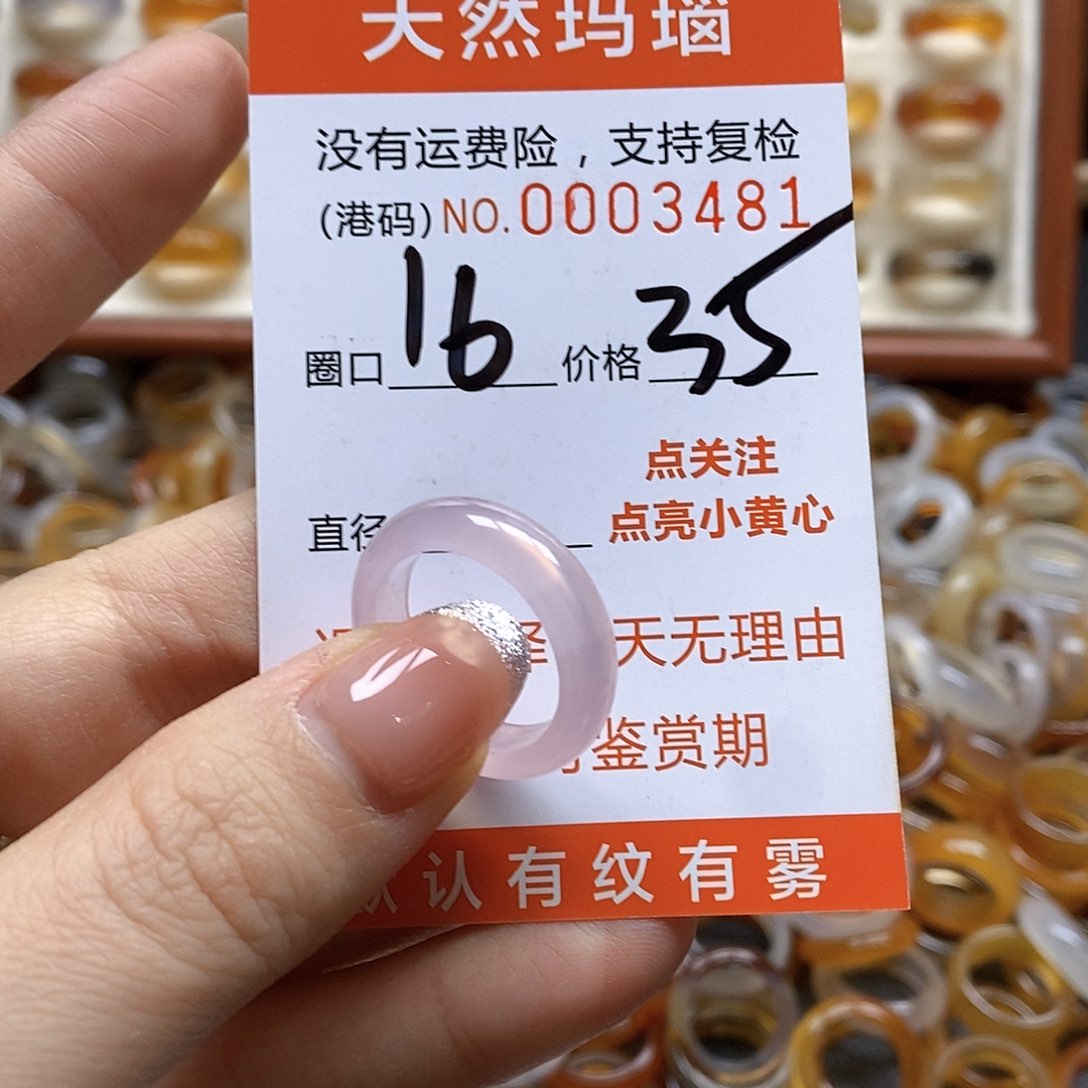 天然玛瑙
没有运费险，支持复检
(港码) NO.0003481
圈口 16 价格 35
点关注
直径 点亮小黄心
天无理由
鉴赏期
认有纹有雾